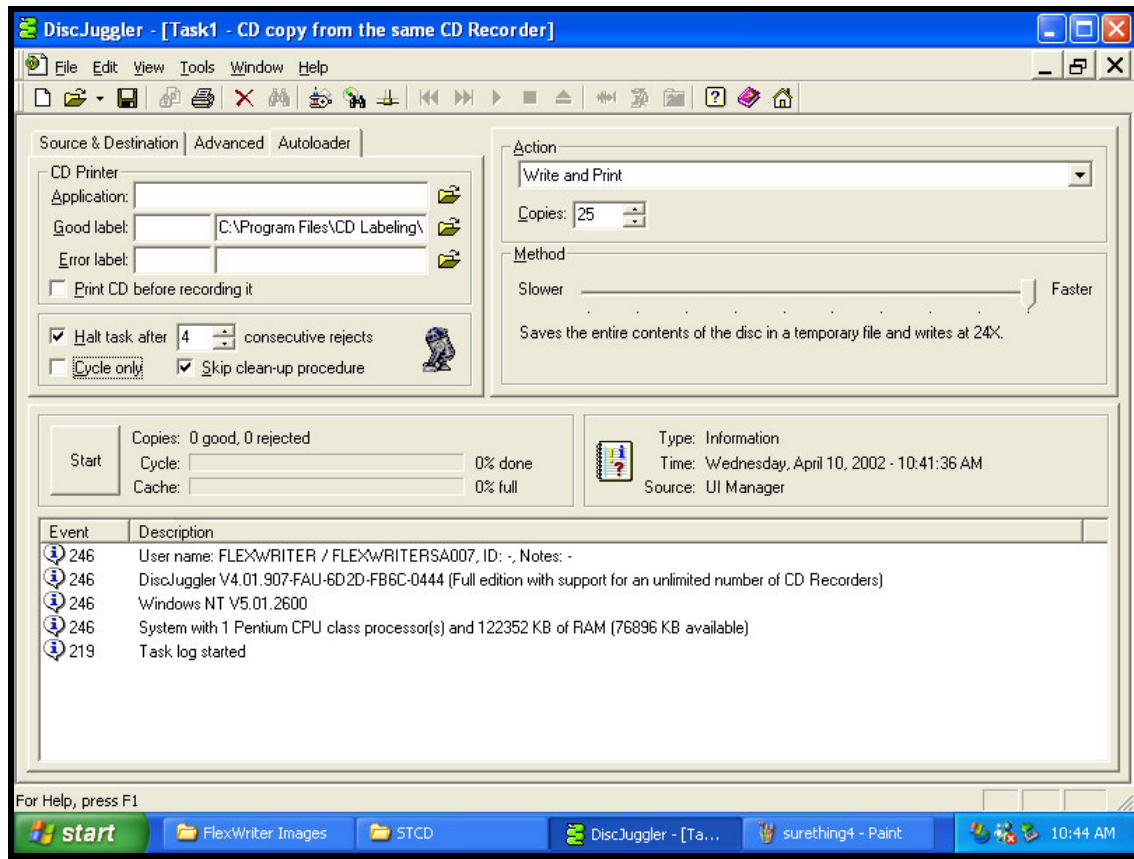 DiscJuggler - [Task1 - CD copy from the same CD Recorder]
File Edit View Tools Window Help
Source & Destination Advanced Autoloader
CD Printer
Application:
Good label: C:\Program Files\CD Labeling\
Error label:
Print CD before recording it
Halt task after 4 consecutive rejects
Cycle only Skip clean-up procedure
Action
Write and Print
Copies: 25
Method
Slower Faster
Saves the entire contents of the disc in a temporary file and writes at 24X.
Start
Copies: 0 good, 0 rejected
Cycle: 0% done
Cache: 0% full
Type: Information
Time: Wednesday, April 10, 2002 - 10:41:36 AM
Source: UI Manager
Event Description
246 User name: FLEXWRITER / FLEXWRITERSA007, ID: -, Notes: -
246 DiscJuggler V4.01.907-FAU-6D2D-FB6C-0444 (Full edition with support for an unlimited number of CD Recorders)
246 Windows NT V5.01.2600
246 System with 1 Pentium CPU class processor(s) and 122352 KB of RAM (76896 KB available)
219 Task log started
For Help, press F1
start FlexWriter Images STCD DiscJuggler - [Ta... surething4 - Paint 10:44 AM